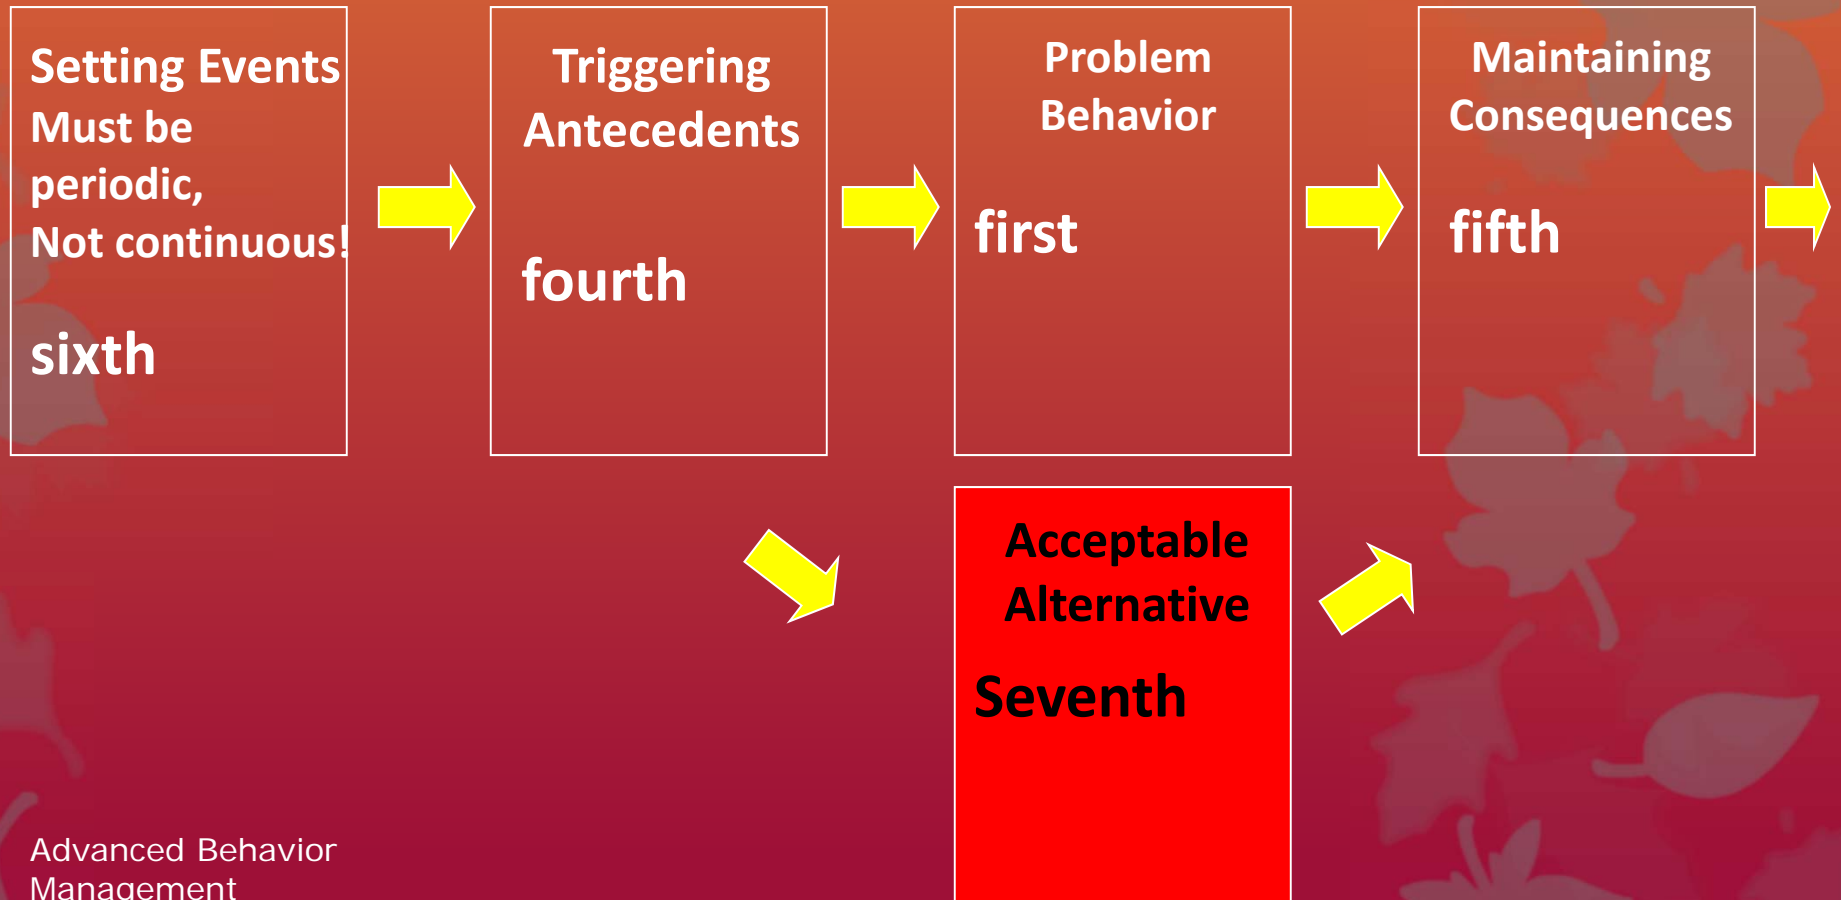 Setting Events
Must be
periodic,
Not continuous!
sixth
Triggering
Antecedents
fourth
Problem
Behavior
first
Maintaining
Consequences
fifth
Acceptable
Alternative
Seventh
Advanced Behavior
Management